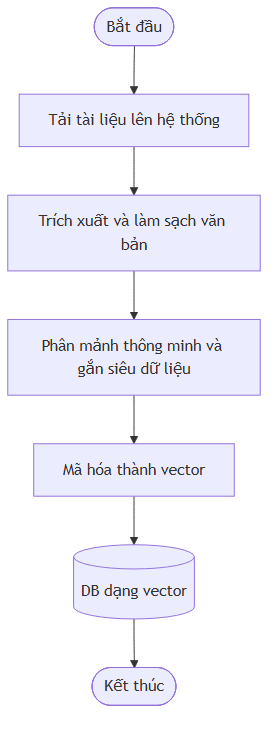 Bắt đầu
Tải tài liệu lên hệ thống
Trích xuất và làm sạch văn
bản
Phân mảnh thông minh và
gắn siêu dữ liệu
Mã hóa thành vector
DB dạng vector
Kết thúc